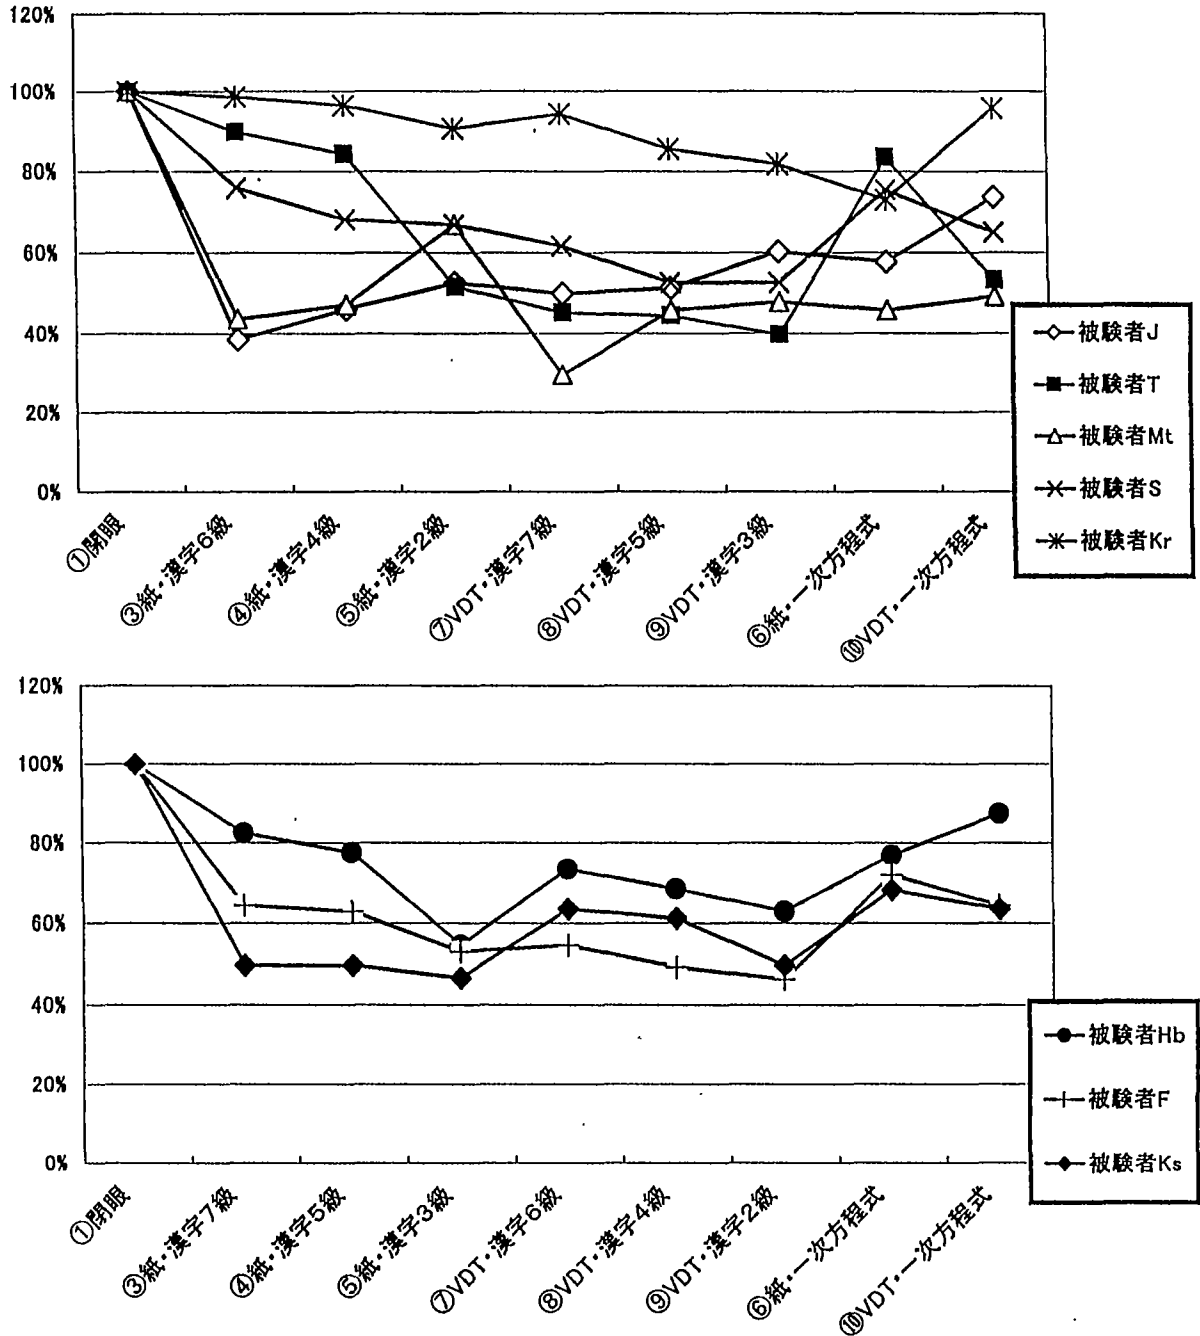 120%
100%
80%
60%
40%
20%
0%
①閉眼
③紙・漢字6級
④紙・漢字4級
⑤紙・漢字2級
⑦VDT・漢字7級
⑧VDT・漢字5級
⑨VDT・漢字3級
⑥紙・一次方程式
⑩VDT・一次方程式
被験者J
被験者T
被験者Mt
被験者S
被験者Kr
120%
100%
80%
60%
40%
20%
0%
①閉眼
③紙・漢字7級
④紙・漢字5級
⑤紙・漢字3級
⑦VDT・漢字6級
⑧VDT・漢字4級
⑨VDT・漢字2級
⑥紙・一次方程式
⑩VDT・一次方程式
被験者Hb
被験者F
被験者Ks